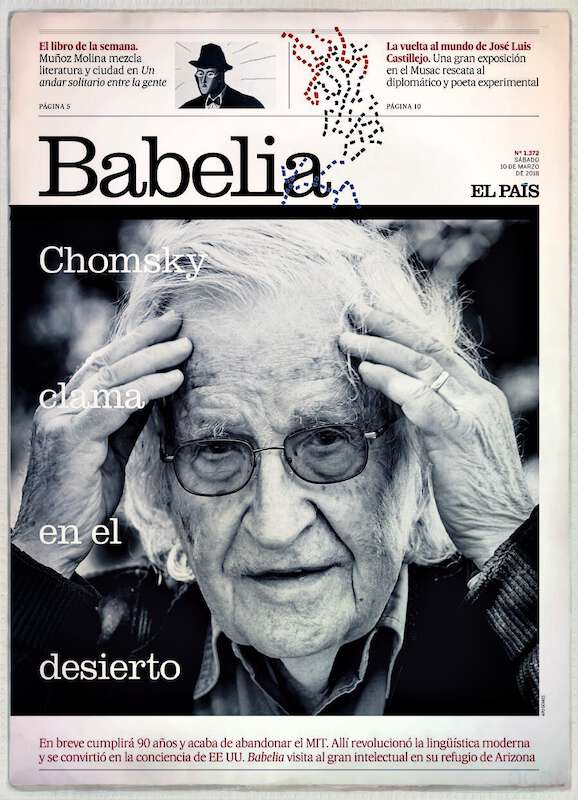 El libro de la semana.
Muñoz Molina mezcla
literatura y ciudad en Un
andar solitario entre la gente
PÁGINA 5
La vuelta al mundo de José Luis
Castillejo. Una gran exposición
en el Musac rescata al
diplomático y poeta experimental
PÁGINA 10
Babelia
Nº 1.372
SÁBADO
10 DE MARZO
DE 2018
EL PAÍS
Chomsky
clama
en el
desierto
En breve cumplirá 90 años y acaba de abandonar el MIT. Allí revolucionó la lingüística moderna
y se convirtió en la conciencia de EE UU. Babelia visita al gran intelectual en su refugio de Arizona